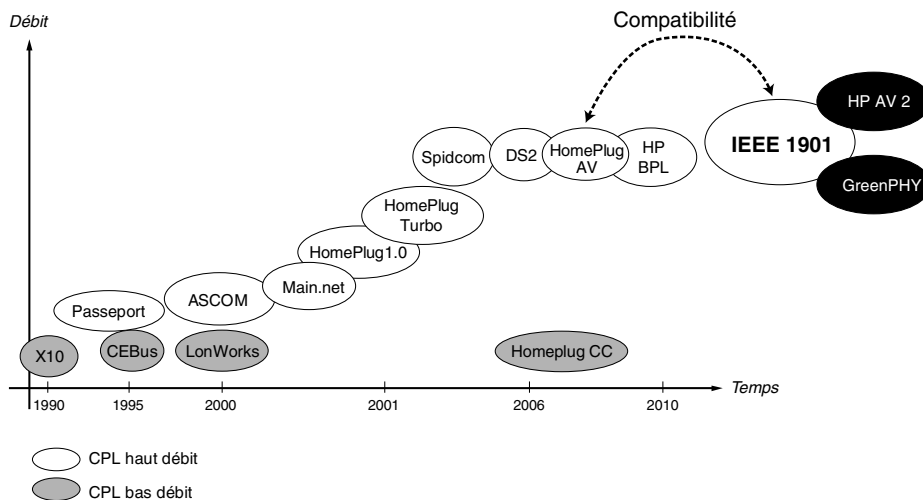 Débit
Compatibilité
HP AV 2
IEEE 1901
GreenPHY
Spidcom
DS2
HomePlug
AV
HP
BPL
HomePlug
Turbo
HomePlug1.0
Main.net
ASCOM
Passeport
X10
CEBus
LonWorks
Homeplug CC
Temps
1990
1995
2000
2001
2006
2010
CPL haut débit
CPL bas débit